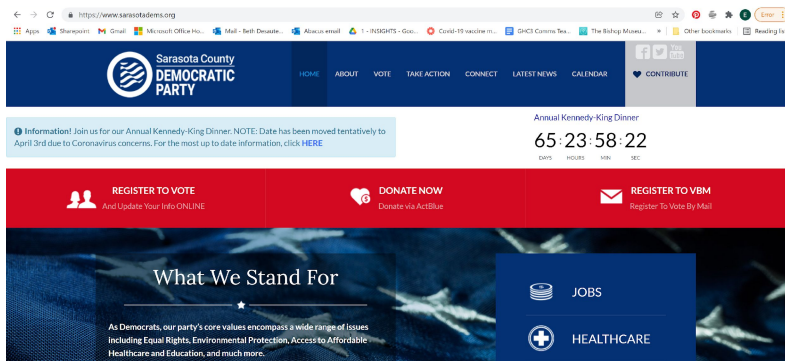 https://www.sarasotadems.org
Error
Apps Sharepoint Gmail Microsoft Office Ho... Mail - Beth Desaute... Abacus email 1 - INSIGHTS - Goo... Covid-19 vaccine m... GHCII Comms Tea... The Bishop Museu... » Other bookmarks Reading list
Sarasota County
DEMOCRATIC
PARTY
HOME ABOUT VOTE TAKE ACTION CONNECT LATEST NEWS CALENDAR
You
Tube
CONTRIBUTE
Information! Join us for our Annual Kennedy-King Dinner. NOTE: Date has been moved tentatively to
April 3rd due to Coronavirus concerns. For the most up to date information, click HERE
Annual Kennedy-King Dinner
65:23:58:22
DAYS HOURS MIN SEC
REGISTER TO VOTE
And Update Your Info ONLINE
DONATE NOW
Donate via ActBlue
REGISTER TO VBM
Register To Vote By Mail
What We Stand For
As Democrats, our party's core values encompass a wide range of issues
including Equal Rights, Environmental Protection, Access to Affordable
Healthcare and Education, and much more.
JOBS
HEALTHCARE